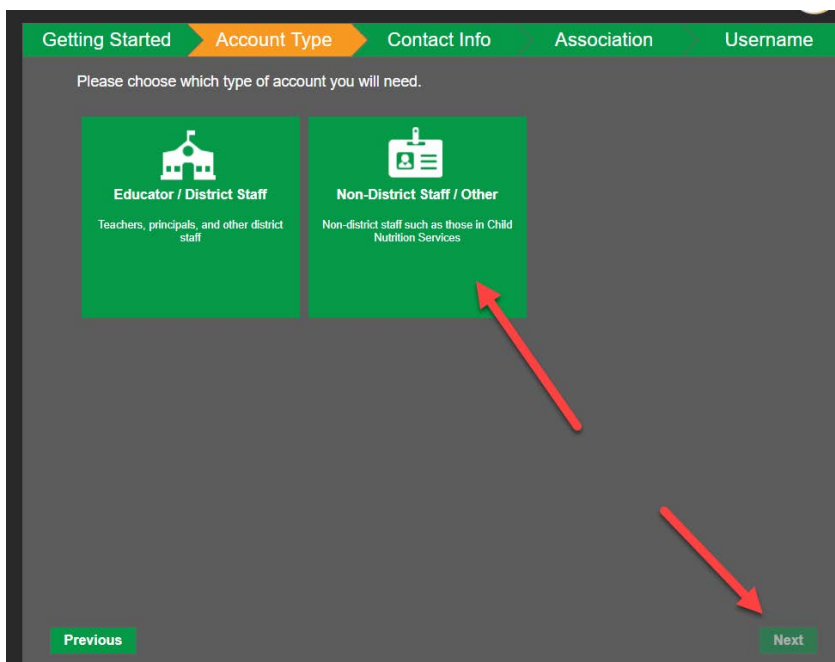 Getting Started
Account Type
Contact Info
Association
Username
Please choose which type of account you will need.
Educator / District Staff
Teachers, principals, and other district
staff
Non-District Staff / Other
Non-district staff such as those in Child
Nutrition Services
Previous
Next